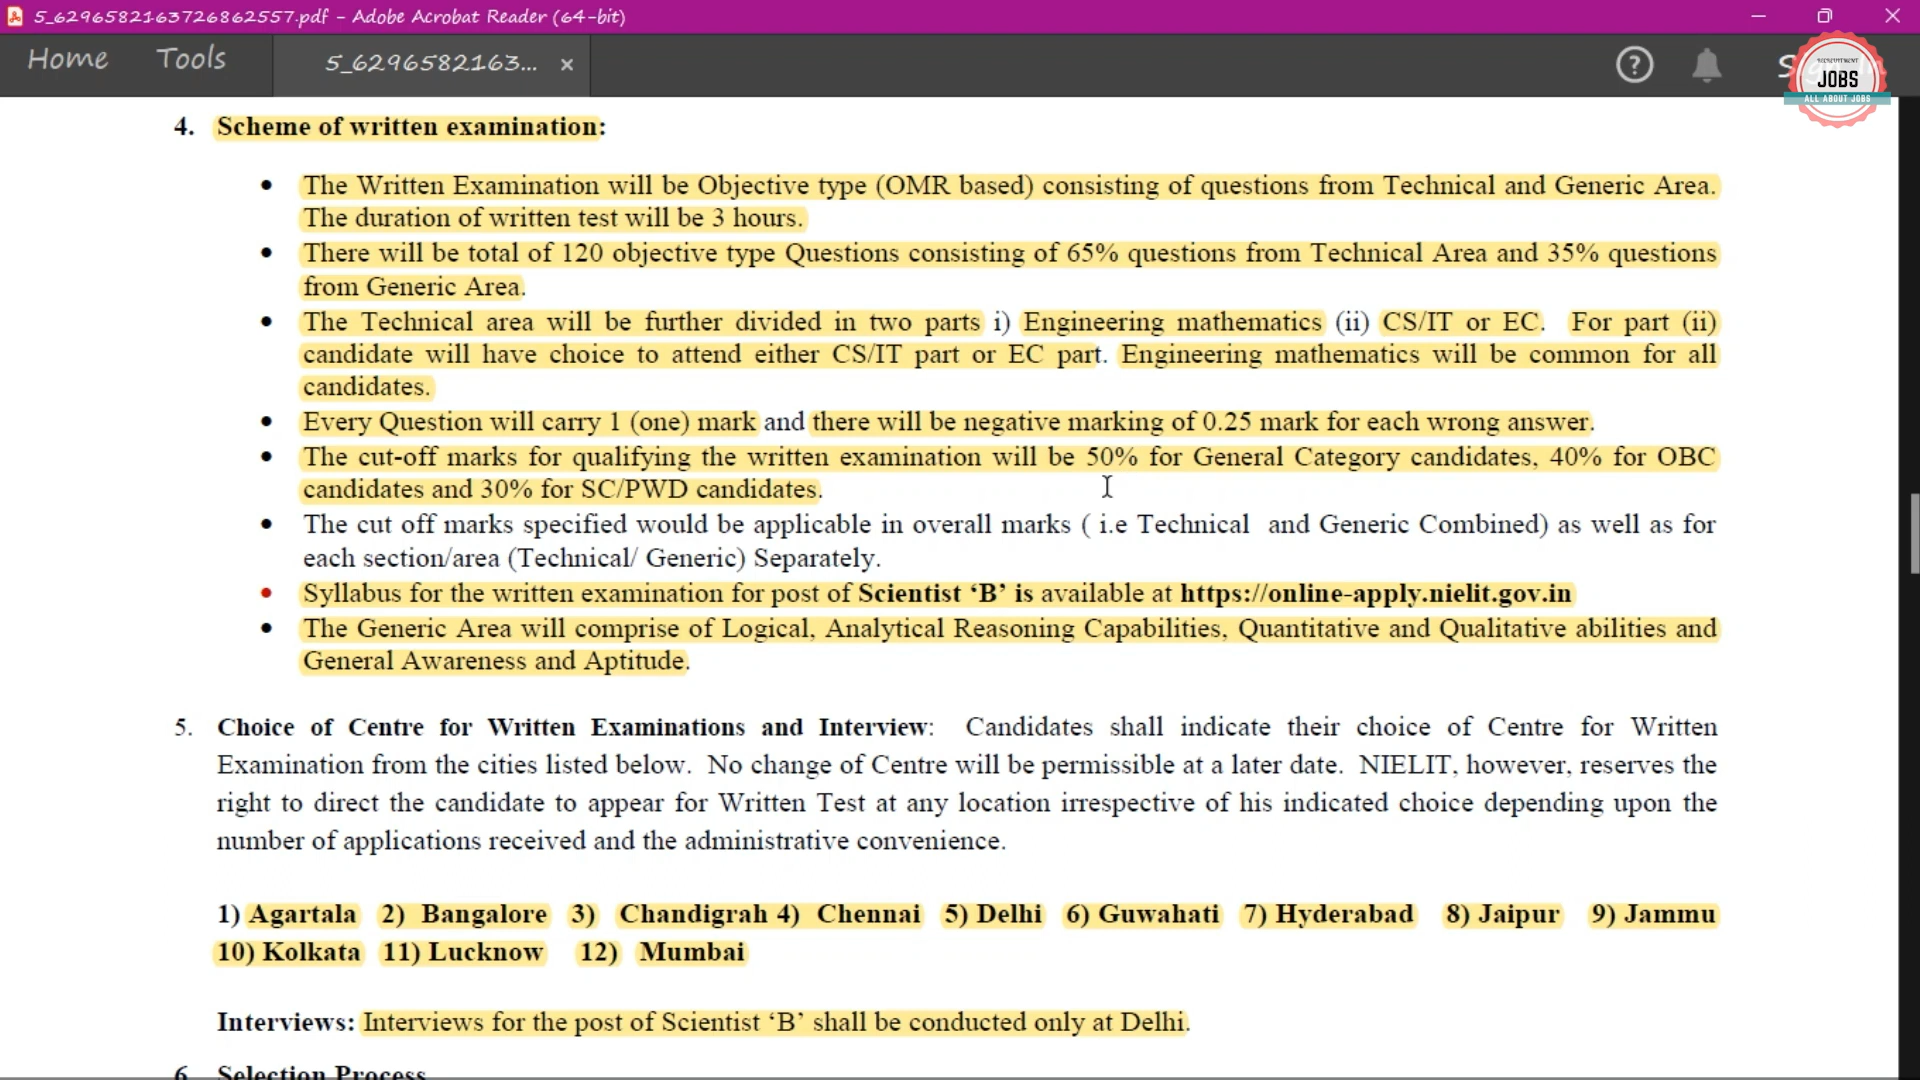 5_6296582163726862557.pdf - Adobe Acrobat Reader (64-bit)
Home Tools 5_6296582163... ×
RECRUITMENT
JOBS
ALL ABOUT JOBS
4. Scheme of written examination:
• The Written Examination will be Objective type (OMR based) consisting of questions from Technical and Generic Area.
The duration of written test will be 3 hours.
• There will be total of 120 objective type Questions consisting of 65% questions from Technical Area and 35% questions
from Generic Area.
• The Technical area will be further divided in two parts i) Engineering mathematics (ii) CS/IT or EC. For part (ii)
candidate will have choice to attend either CS/IT part or EC part. Engineering mathematics will be common for all
candidates.
• Every Question will carry 1 (one) mark and there will be negative marking of 0.25 mark for each wrong answer.
• The cut-off marks for qualifying the written examination will be 50% for General Category candidates, 40% for OBC
candidates and 30% for SC/PWD candidates.
• The cut off marks specified would be applicable in overall marks ( i.e Technical and Generic Combined) as well as for
each section/area (Technical/ Generic) Separately.
• Syllabus for the written examination for post of Scientist ‘B’ is available at https://online-apply.nielit.gov.in
• The Generic Area will comprise of Logical, Analytical Reasoning Capabilities, Quantitative and Qualitative abilities and
General Awareness and Aptitude.
5. Choice of Centre for Written Examinations and Interview: Candidates shall indicate their choice of Centre for Written
Examination from the cities listed below. No change of Centre will be permissible at a later date. NIELIT, however, reserves the
right to direct the candidate to appear for Written Test at any location irrespective of his indicated choice depending upon the
number of applications received and the administrative convenience.
1) Agartala 2) Bangalore 3) Chandigrah 4) Chennai 5) Delhi 6) Guwahati 7) Hyderabad 8) Jaipur 9) Jammu
10) Kolkata 11) Lucknow 12) Mumbai
Interviews: Interviews for the post of Scientist ‘B’ shall be conducted only at Delhi.
6 Selection Process